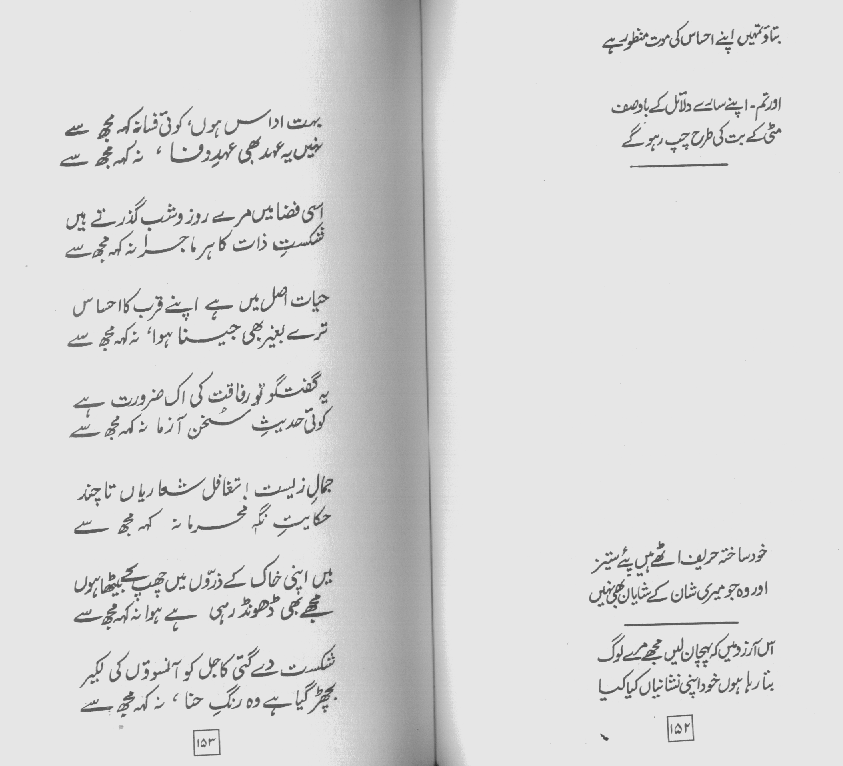 بتاؤ تمہیں اپنے احساس کی موت منظور ہے
اور تم۔ اپنے سارے دلائل کے باوصف
مٹی کے بت کی طرح چپ رہو گے
خود ساختہ حریف اٹھے ہیں پئے ستیز
اور وہ جو میری شان کے شایان بھی نہیں
اس آرزو میں کہ پہچان لیں مجھے مرے لوگ
بتا رہا ہوں خود اپنی نشانیاں کیا کیا
۱۵۲
بہت اداس ہوں، کوئی فسانہ کہہ مجھ سے
نہیں یہ عہد بھی عہدِ وفا، نہ کہہ مجھ سے
اسی فضا میں مرے روز و شب گذرتے ہیں
شکستِ ذات کا ہر ماجرا نہ کہہ مجھ سے
حیات اصل میں ہے اپنے قرب کا احساس
ترے بغیر بھی جینا ہوا، نہ کہہ مجھ سے
یہ گفتگو تو رفاقت کی اک ضرورت ہے
کوئی حدیثِ سخن آزما نہ کہہ مجھ سے
جمالِ زیست! تغافل شعاریاں تا چند
حکایتِ نگہِ محرمانہ کہہ مجھ سے
میں اپنی خاک کے ذرّوں میں چھپ کے بیٹھا ہوں
مجھے بھی ڈھونڈ رہی ہے ہوا نہ کہہ مجھ سے
شکست دے گئی کاجل کو آنسوؤں کی لکیر
بچھڑ گیا ہے وہ رنگِ حنا، نہ کہہ مجھ سے
۱۵۳